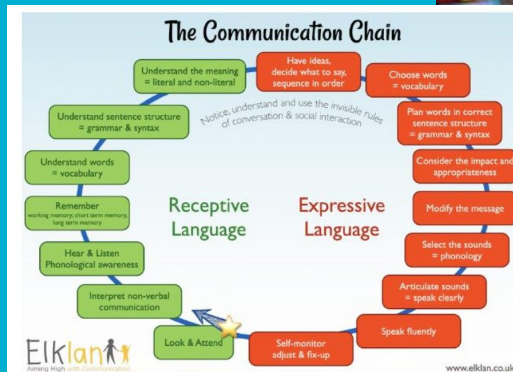 The Communication Chain
Have ideas,
decide what to say,
sequence in order
Choose words
= vocabulary
Plan words in correct
sentence structure
= grammar & syntax
Consider the impact and
appropriateness
Modify the message
Select the sounds
= phonology
Articulate sounds
= speak clearly
Speak fluently
Self-monitor
adjust & fix-up
Look & Attend
Interpret non-verbal
communication
Hear & Listen
Phonological awareness
Remember
working memory, short term memory,
long term memory
Understand words
= vocabulary
Understand sentence structure
= grammar & syntax
Understand the meaning
= literal and non-literal
Notice, understand and use the invisible rules
of conversation & social interaction
Receptive
Language
Expressive
Language
Elklan
Aiming High with Communication
www.elklan.co.uk